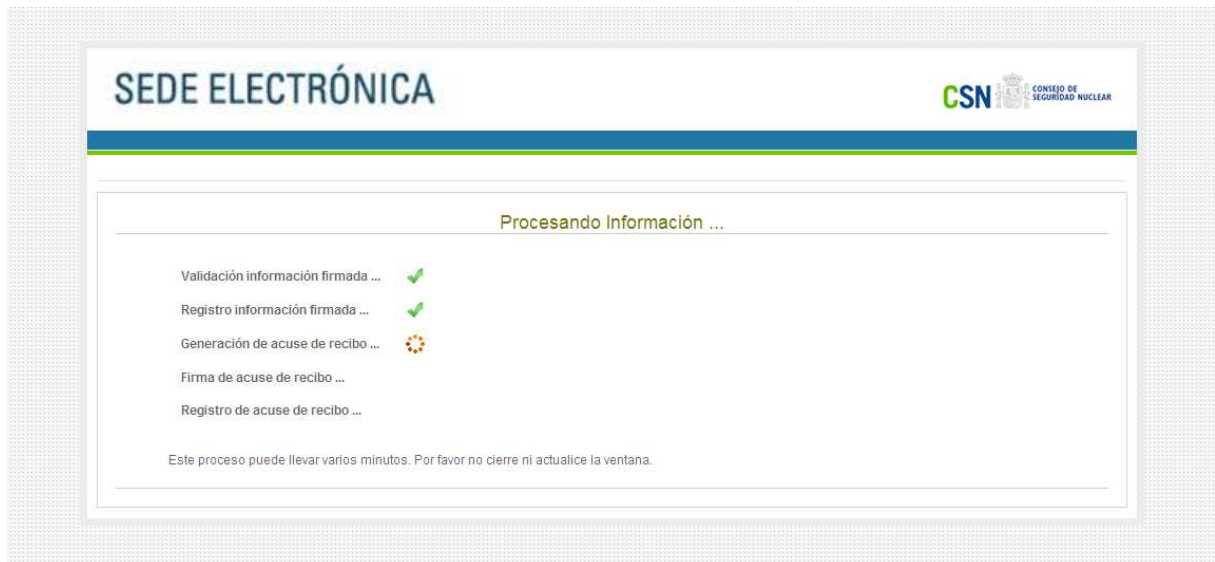 SEDE ELECTRÓNICA
CSN
CONSEJO DE
SEGURIDAD NUCLEAR
Procesando Información ...
Validación información firmada ...
Registro información firmada ...
Generación de acuse de recibo ...
Firma de acuse de recibo ...
Registro de acuse de recibo ...
Este proceso puede llevar varios minutos. Por favor no cierre ni actualice la ventana.